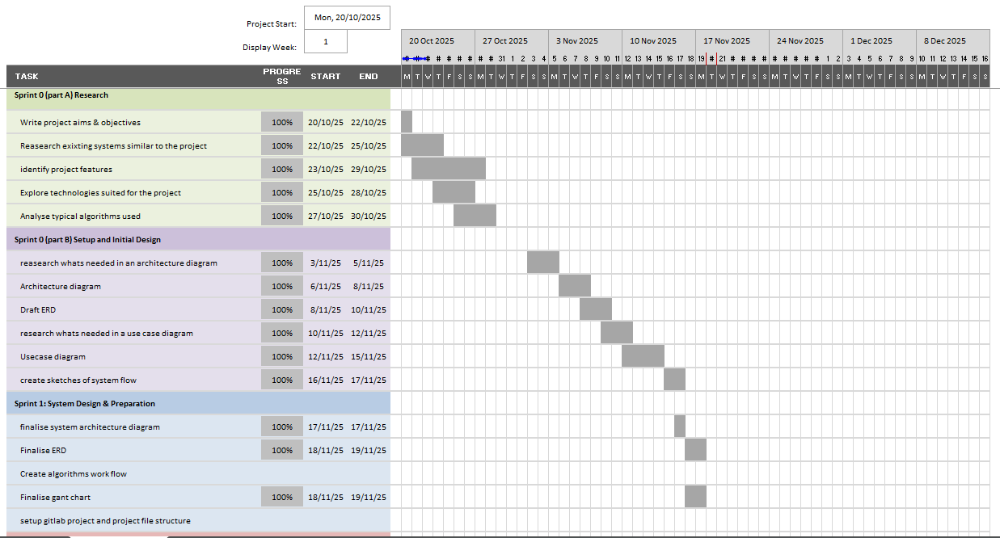 Project Start: Mon, 20/10/2025
Display Week: 1
20 Oct 2025 27 Oct 2025 3 Nov 2025 10 Nov 2025 17 Nov 2025 24 Nov 2025 1 Dec 2025 8 Dec 2025
# # # # # # # 31 1 2 3 4 5 6 7 8 9 10 11 12 13 14 15 16 17 18 19 # 21 # # # # # # # # # # 1 2 3 4 5 6 7 8 9 10 11 12 13 14 15 16
TASK PROGRESS START END M T W T F S S M T W T F S S M T W T F S S M T W T F S S M T W T F S S M T W T F S S M T W T F S S M T W T F S S
Sprint 0 (part A) Research
Write project aims & objectives 100% 20/10/25 22/10/25
Reasearch exixting systems similar to the project 100% 22/10/25 25/10/25
identify project features 100% 23/10/25 29/10/25
Explore technologies suited for the project 100% 25/10/25 28/10/25
Analyse typical algorithms used 100% 27/10/25 30/10/25
Sprint 0 (part B) Setup and Initial Design
reasearch whats needed in an architecture diagram 100% 3/11/25 5/11/25
Architecture diagram 100% 6/11/25 8/11/25
Draft ERD 100% 8/11/25 10/11/25
research whats needed in a use case diagram 100% 10/11/25 12/11/25
Usecase diagram 100% 12/11/25 15/11/25
create sketches of system flow 100% 16/11/25 17/11/25
Sprint 1: System Design & Preparation
finalise system architecture diagram 100% 17/11/25 17/11/25
Finalise ERD 100% 18/11/25 19/11/25
Create algorithms work flow
Finalise gant chart 100% 18/11/25 19/11/25
setup gitlab project and project file structure